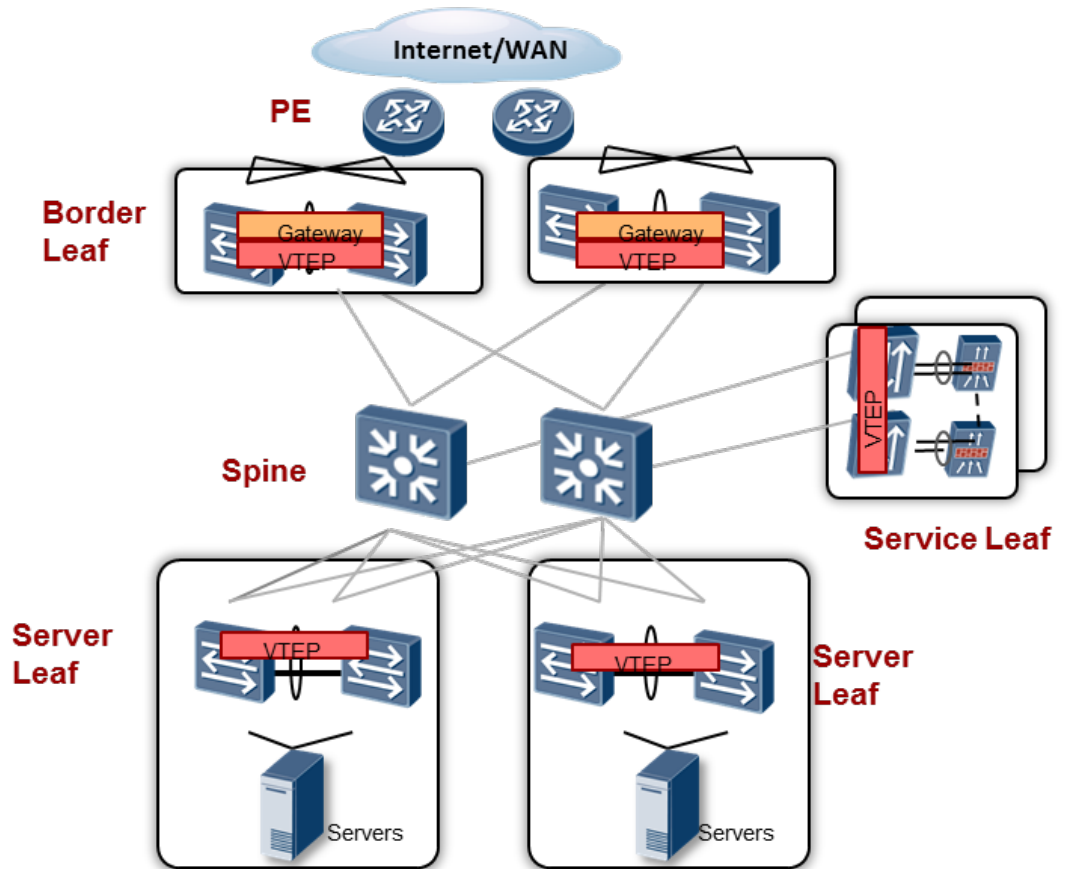 Internet/WAN
PE
Border
Leaf
Gateway
VTEP
Gateway
VTEP
VTEP
Spine
Service Leaf
Server
Leaf
VTEP
VTEP
Server
Leaf
Servers
Servers